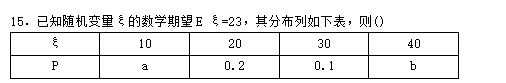 15．已知随机变量ξ的数学期望E ξ=23，其分布列如下表，则()
ξ 10 20 30 40
P a 0.2 0.1 b